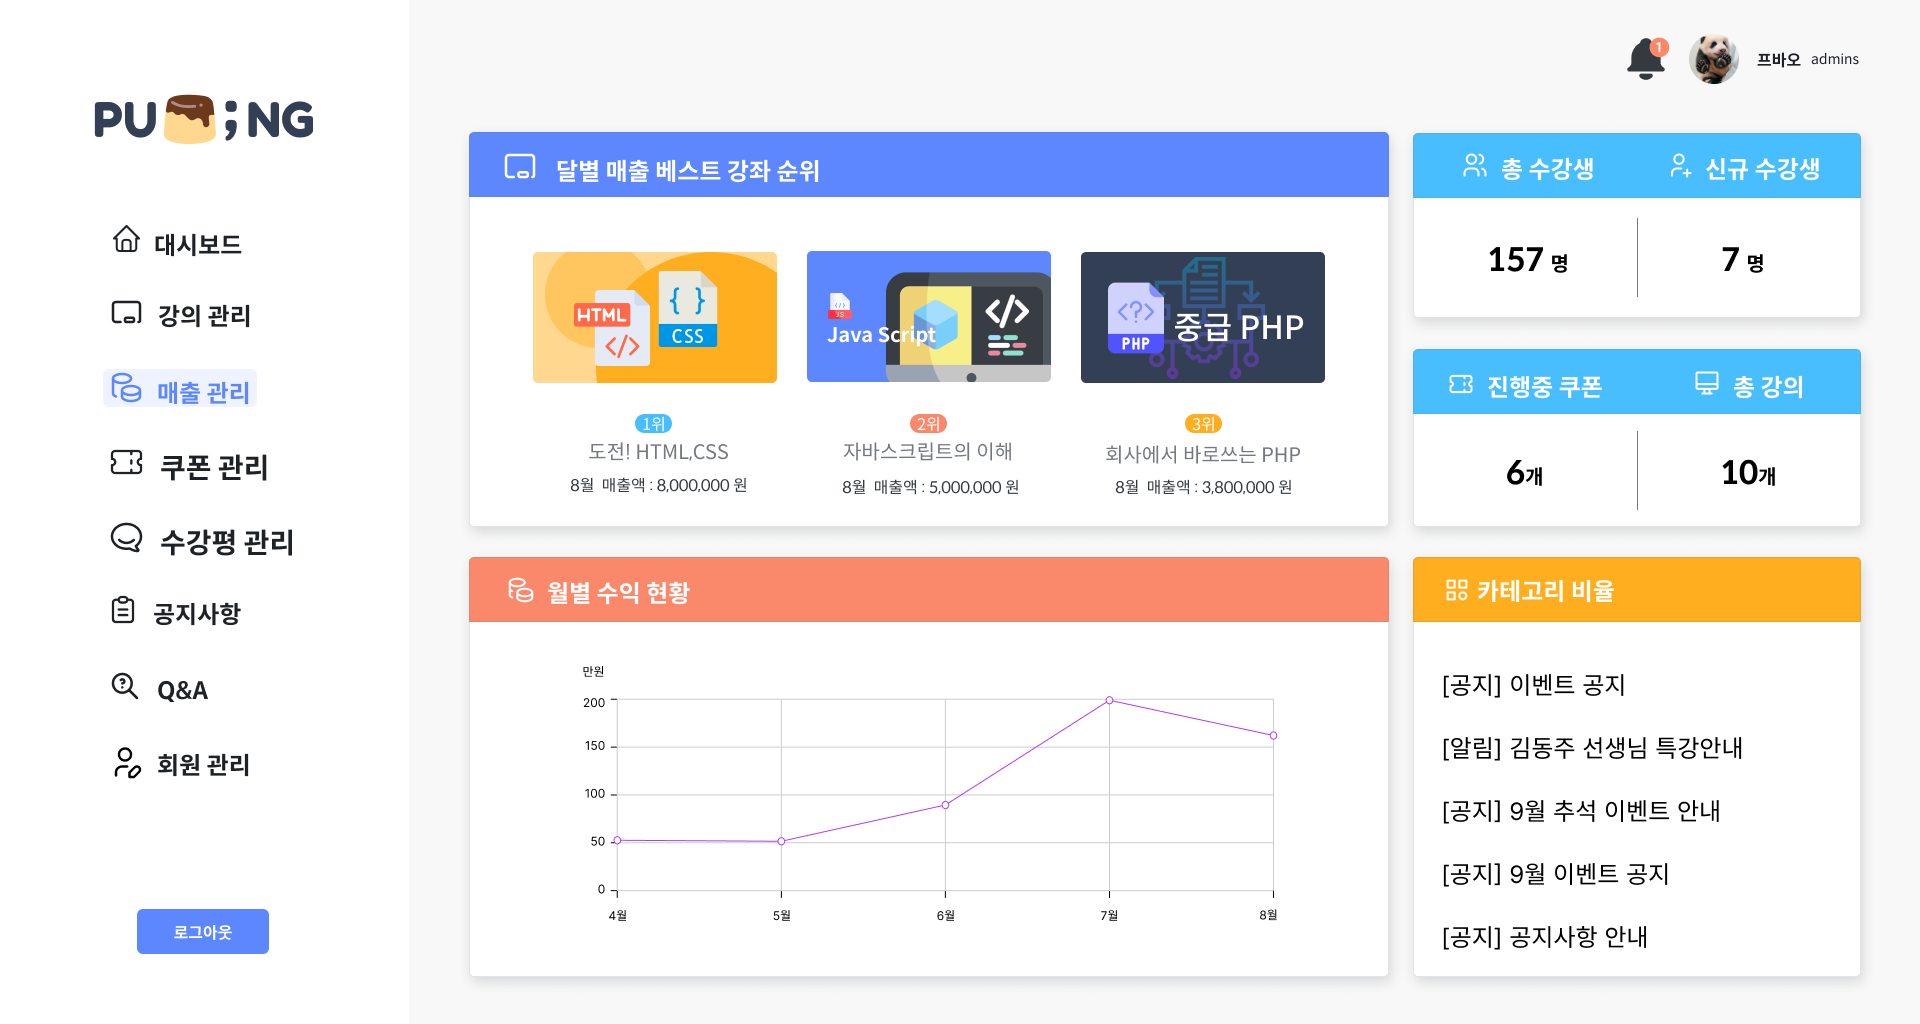 PU;NG
대시보드
강의 관리
매출 관리
쿠폰 관리
수강평 관리
공지사항
Q&A
회원 관리
로그아웃
1
프바오 admins
달별 매출 베스트 강좌 순위
HTML
{ }
CSS
</>
1위
도전! HTML,CSS
8월 매출액 : 8,000,000 원
</>
JS
Java Script
</>
2위
자바스크립트의 이해
8월 매출액 : 5,000,000 원
<?>
PHP
중급 PHP
3위
회사에서 바로쓰는 PHP
8월 매출액 : 3,800,000 원
총 수강생 신규 수강생
157 명 7 명
진행중 쿠폰 총 강의
6개 10개
월별 수익 현황
만원
200
150
100
50
0
4월 5월 6월 7월 8월
카테고리 비율
[공지] 이벤트 공지
[알림] 김동주 선생님 특강안내
[공지] 9월 추석 이벤트 안내
[공지] 9월 이벤트 공지
[공지] 공지사항 안내